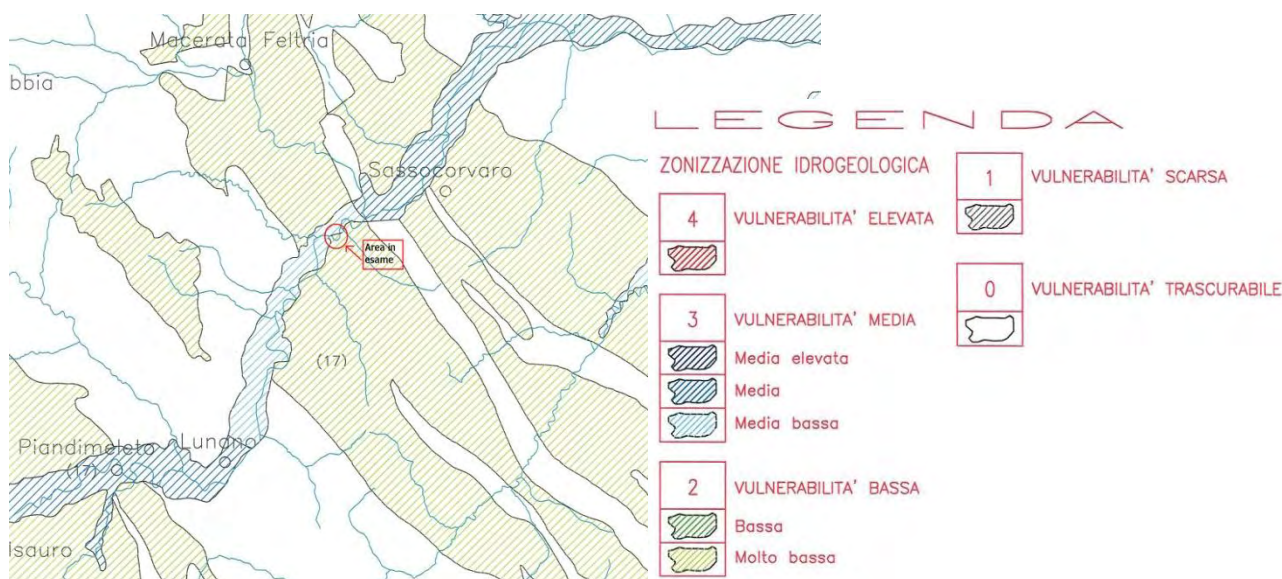 Macerata Feltria
bbia
Sassocorvaro
Area in
esame
(17)
Piandimeleto
Lunano
(17)
Isauro
LEGENDA
ZONIZZAZIONE IDROGEOLOGICA
4
VULNERABILITA' ELEVATA
3
VULNERABILITA' MEDIA
Media elevata
Media
Media bassa
2
VULNERABILITA' BASSA
Bassa
Molto bassa
1
VULNERABILITA' SCARSA
0
VULNERABILITA' TRASCURABILE